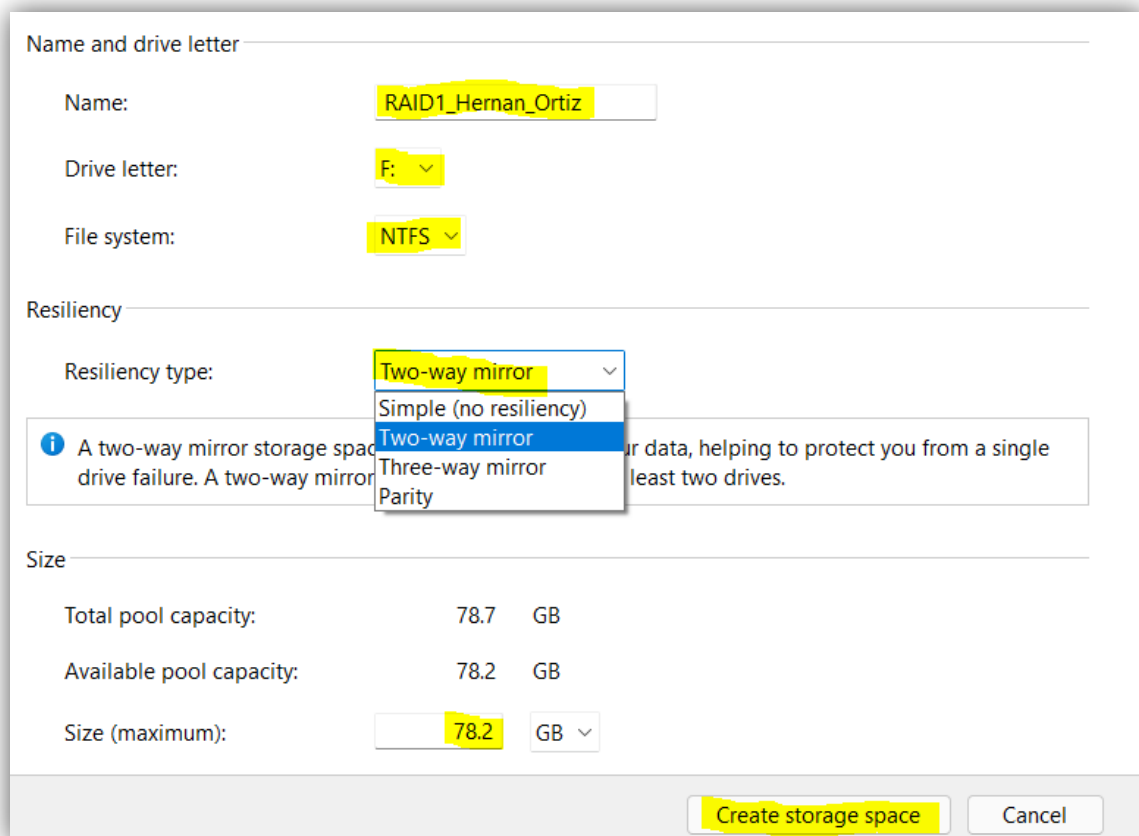 Name and drive letter
Name: RAID1_Hernan_Ortiz
Drive letter: F:
File system: NTFS
Resiliency
Resiliency type: Two-way mirror
Simple (no resiliency)
Two-way mirror
Three-way mirror
Parity
A two-way mirror storage spac r data, helping to protect you from a single
drive failure. A two-way mirror least two drives.
Size
Total pool capacity: 78.7 GB
Available pool capacity: 78.2 GB
Size (maximum): 78.2 GB
Create storage space Cancel